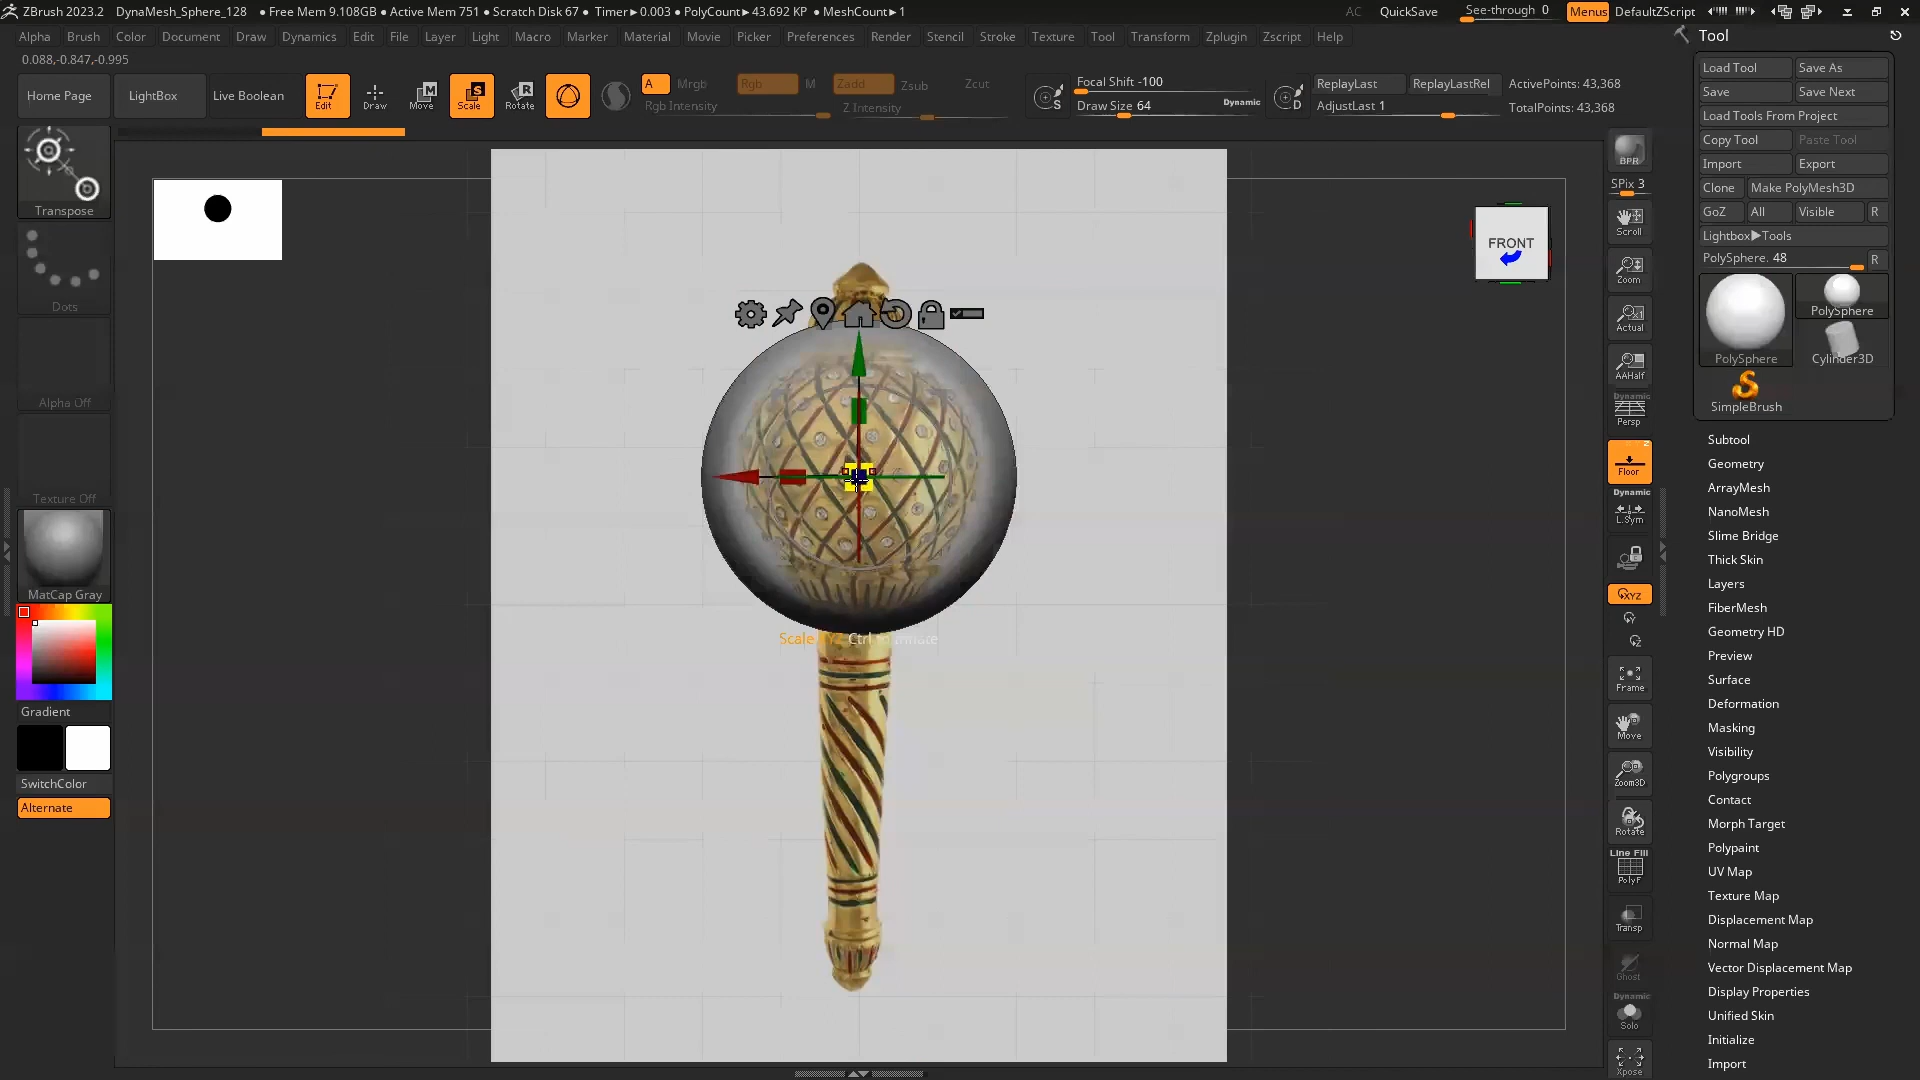 ZBrush 2023.2 DynaMesh_Sphere_128 ● Free Mem 9.108GB ● Active Mem 751 ● Scratch Disk 67 ● Timer►0.003 ● PolyCount►43.692 KP ● MeshCount►1 AC QuickSave See-through 0 Menus DefaultZScript
Alpha Brush Color Document Draw Dynamics Edit File Layer Light Macro Marker Material Movie Picker Preferences Render Stencil Stroke Texture Tool Transform Zplugin Zscript Help
Tool
0.088,-0.847,-0.995
Home Page LightBox Live Boolean Edit Draw Move Scale Rotate
A Mrgb Rgb M Zadd Zsub Zcut
Rgb Intensity Z Intensity
S Focal Shift -100
Draw Size 64 Dynamic
D ReplayLast ReplayLastRel ActivePoints: 43,368
AdjustLast 1 TotalPoints: 43,368
Transpose
Dots
Alpha Off
Texture Off
MatCap Gray
Gradient
SwitchColor
Alternate
FRONT
Scale
BPR
SPix 3
Scroll
Zoom
Actual
AAHalf
Dynamic
Persp
Floor
Dynamic
L.Sym
XYZ
Frame
Move
Zoom3D
Rotate
Line Fill
PolyF
Transp
Ghost
Dynamic
Solo
Xpose
Load Tool Save As
Save Save Next
Load Tools From Project
Copy Tool Paste Tool
Import Export
Clone Make PolyMesh3D
GoZ All Visible R
Lightbox►Tools
PolySphere. 48 R
PolySphere
PolySphere Cylinder3D
SimpleBrush
Subtool
Geometry
ArrayMesh
NanoMesh
Slime Bridge
Thick Skin
Layers
FiberMesh
Geometry HD
Preview
Surface
Deformation
Masking
Visibility
Polygroups
Contact
Morph Target
Polypaint
UV Map
Texture Map
Displacement Map
Normal Map
Vector Displacement Map
Display Properties
Unified Skin
Initialize
Import